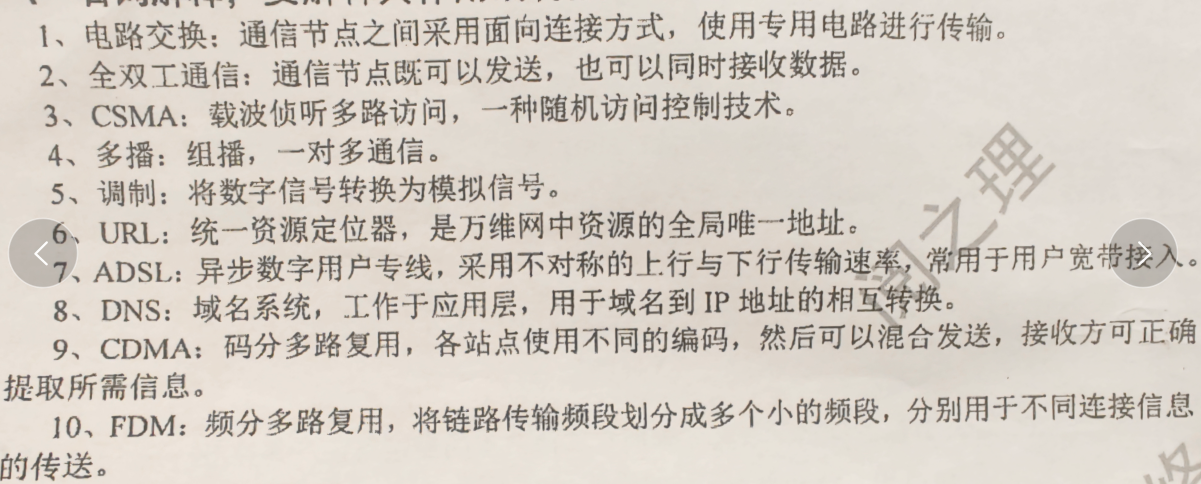 1、电路交换：通信节点之间采用面向连接方式，使用专用电路进行传输。
2、全双工通信：通信节点既可以发送，也可以同时接收数据。
3、CSMA：载波侦听多路访问，一种随机访问控制技术。
4、多播：组播，一对多通信。
5、调制：将数字信号转换为模拟信号。
6、URL：统一资源定位器，是万维网中资源的全局唯一地址。
7、ADSL：异步数字用户专线，采用不对称的上行与下行传输速率，常用于用户宽带接入。
8、DNS：域名系统，工作于应用层，用于域名到 IP 地址的相互转换。
9、CDMA：码分多路复用，各站点使用不同的编码，然后可以混合发送，接收方可正确
提取所需信息。
10、FDM：频分多路复用，将链路传输频段划分成多个小的频段，分别用于不同连接信息
的传送。
之理